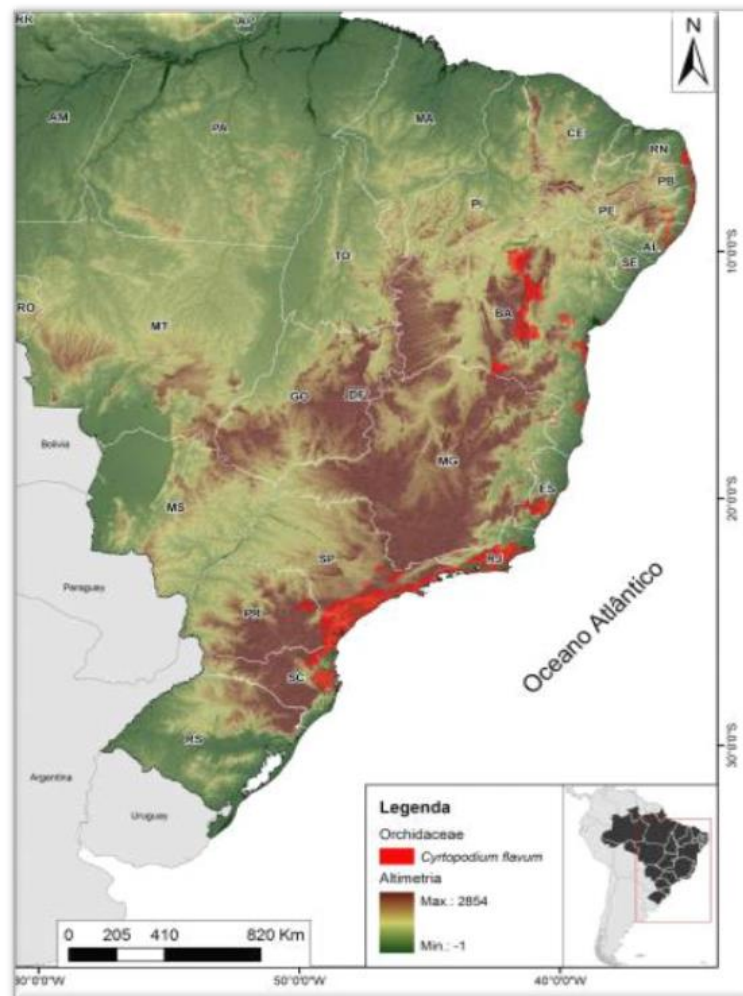 N
RR
AP
AM
PA
MA
CE
RN
PB
PI
PE
AL
SE
TO
BA
RO
MT
GO
DF
Bolivia
MG
ES
MS
SP
RJ
Paraguay
PR
SC
RS
Argentina
Uruguay
Oceano Atlântico
10°0'0"S
20°0'0"S
30°0'0"S
Legenda
Orchidaceae
Cyrtopodium flavum
Altimetria
Max.: 2854
Min.: -1
0 205 410 820 Km
50°0'0"W
40°0'0"W